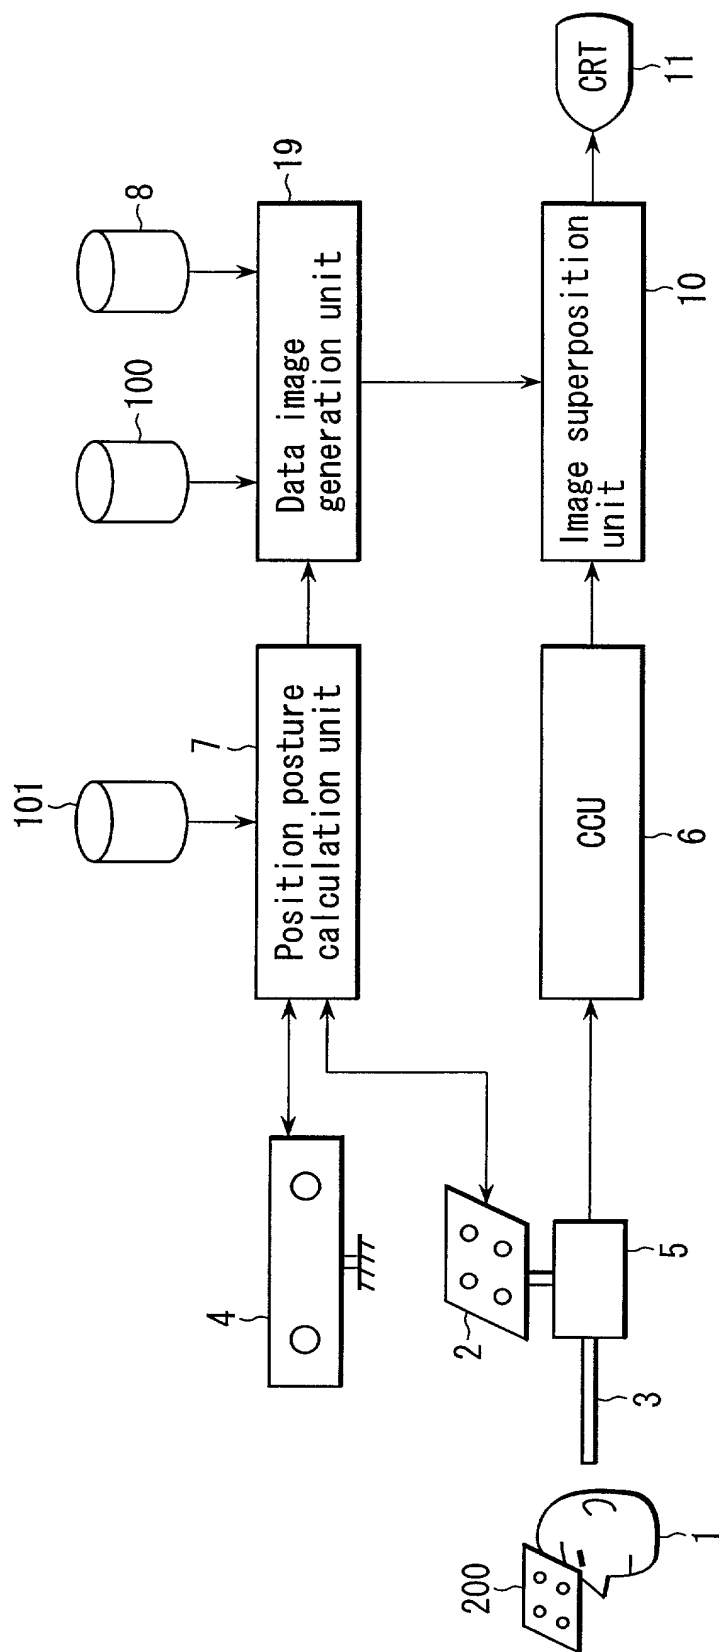 101
100
8
7
Position posture
calculation unit
19
Data image
generation unit
4
2
200
1
3
5
CCU
6
Image superposition
unit
10
CRT
11